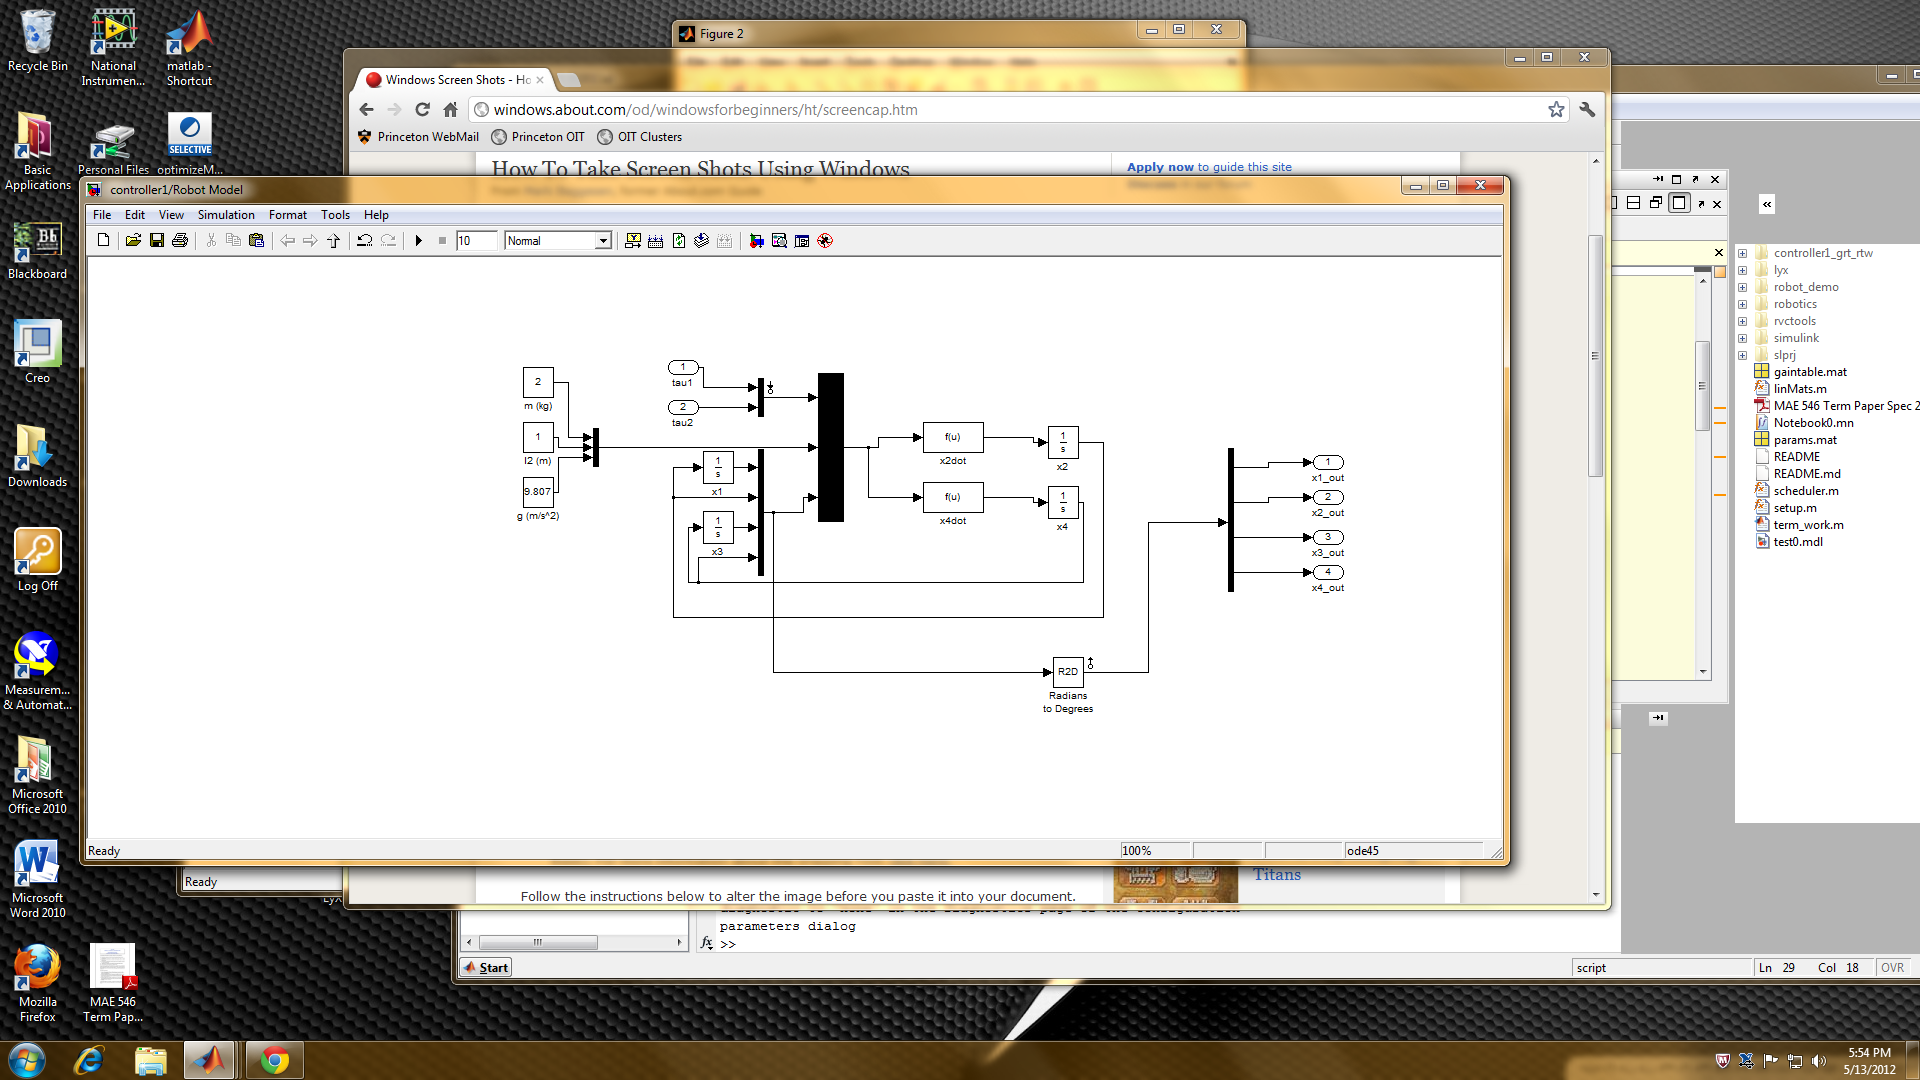 Recycle Bin
National
Instrumen...
matlab -
Shortcut
Basic
Applications
Personal Files
SELECTIVE
optimizeM...
Bb
Blackboard
Creo
Downloads
Log Off
Measurem...
& Automat...
Microsoft
Office 2010
Microsoft
Word 2010
Mozilla
Firefox
MAE 546
Term Pap...
Figure 2
Windows Screen Shots - Ho
windows.about.com/od/windowsforbeginners/ht/screencap.htm
Princeton WebMail
Princeton OIT
OIT Clusters
How To Take Screen Shots Using Windows
Apply now to guide this site
controller1/Robot Model
File Edit View Simulation Format Tools Help
10
Normal
2
m (kg)
1
l2 (m)
9.807
g (m/s^2)
1
tau1
2
tau2
1
s
x1
1
s
x3
f(u)
x2dot
f(u)
x4dot
1
s
x2
1
s
x4
R2D
Radians
to Degrees
1
x1_out
2
x2_out
3
x3_out
4
x4_out
Ready
100%
ode45
Ready
LyX
Follow the instructions below to alter the image before you paste it into your document.
Titans
parameters dialog
fx >>
Start
script
Ln 29 Col 18 OVR
controller1_grt_rtw
lyx
robot_demo
robotics
rvctools
simulink
slprj
gaintable.mat
linMats.m
MAE 546 Term Paper Spec 2
Notebook0.mn
params.mat
README
README.md
scheduler.m
setup.m
term_work.m
test0.mdl
5:54 PM
5/13/2012